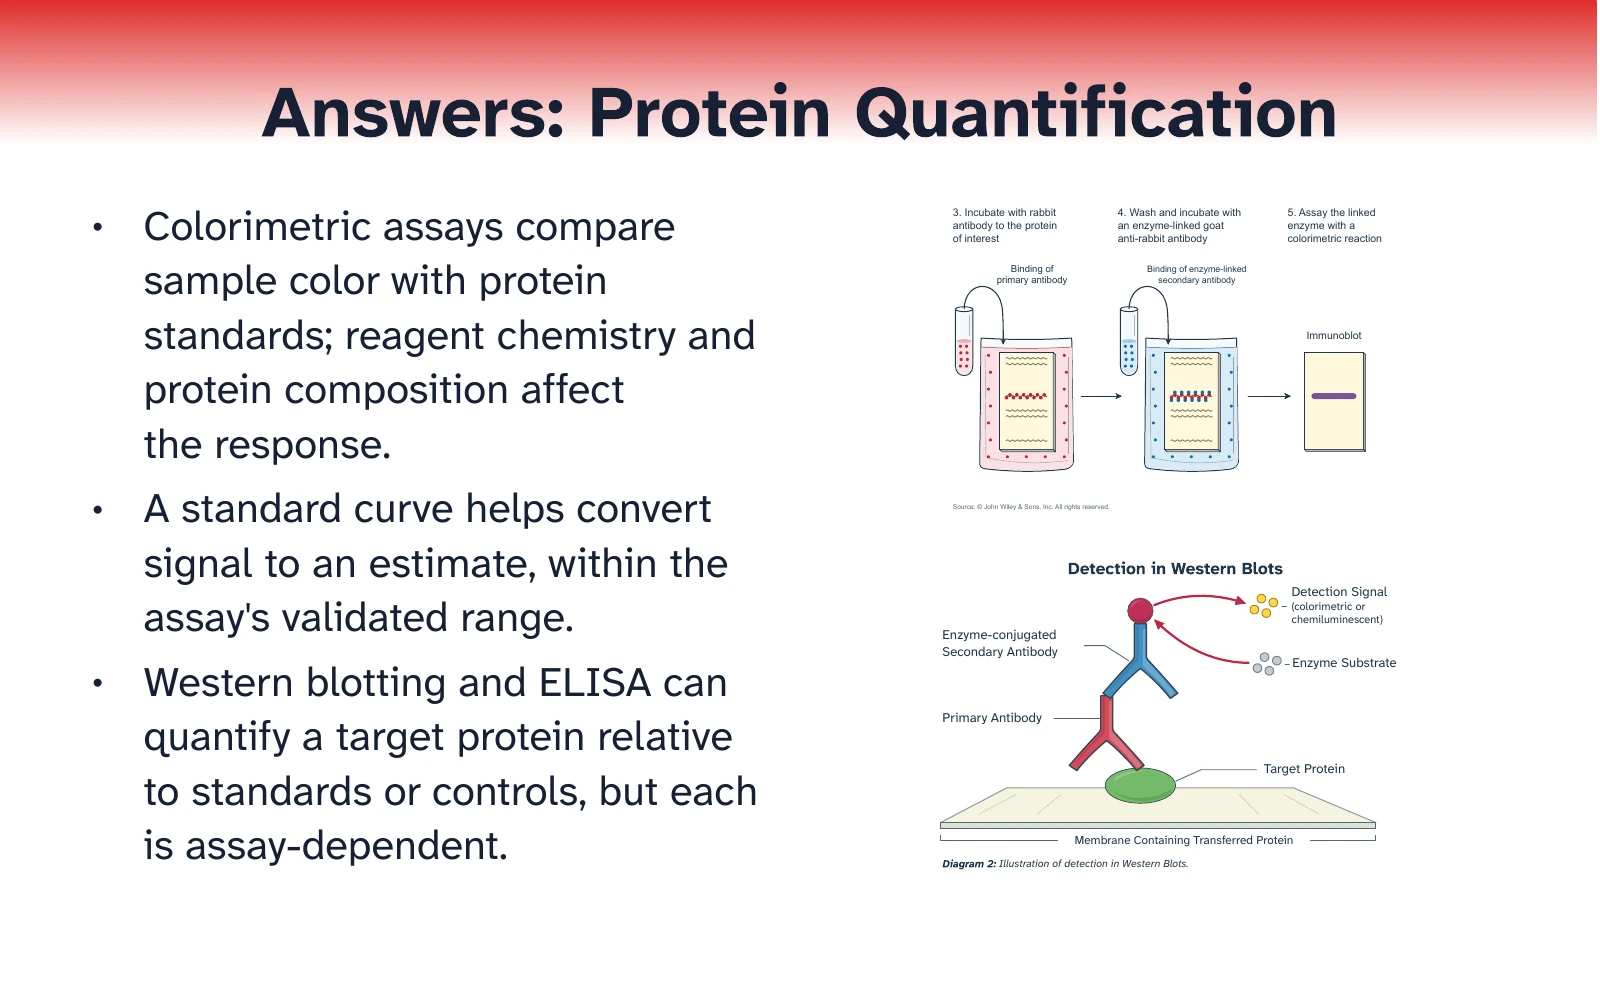 Answers: Protein Quantification
• Colorimetric assays compare
sample color with protein
standards; reagent chemistry and
protein composition affect
the response.
• A standard curve helps convert
signal to an estimate, within the
assay's validated range.
• Western blotting and ELISA can
quantify a target protein relative
to standards or controls, but each
is assay-dependent.
3. Incubate with rabbit
antibody to the protein
of interest
4. Wash and incubate with
an enzyme-linked goat
anti-rabbit antibody
5. Assay the linked
enzyme with a
colorimetric reaction
Binding of
primary antibody
Binding of enzyme-linked
secondary antibody
Immunoblot
Source: © John Wiley & Sons, Inc. All rights reserved.
Detection in Western Blots
Detection Signal
(colorimetric or
chemiluminescent)
Enzyme-conjugated
Secondary Antibody
Enzyme Substrate
Primary Antibody
Target Protein
Membrane Containing Transferred Protein
Diagram 2: Illustration of detection in Western Blots.